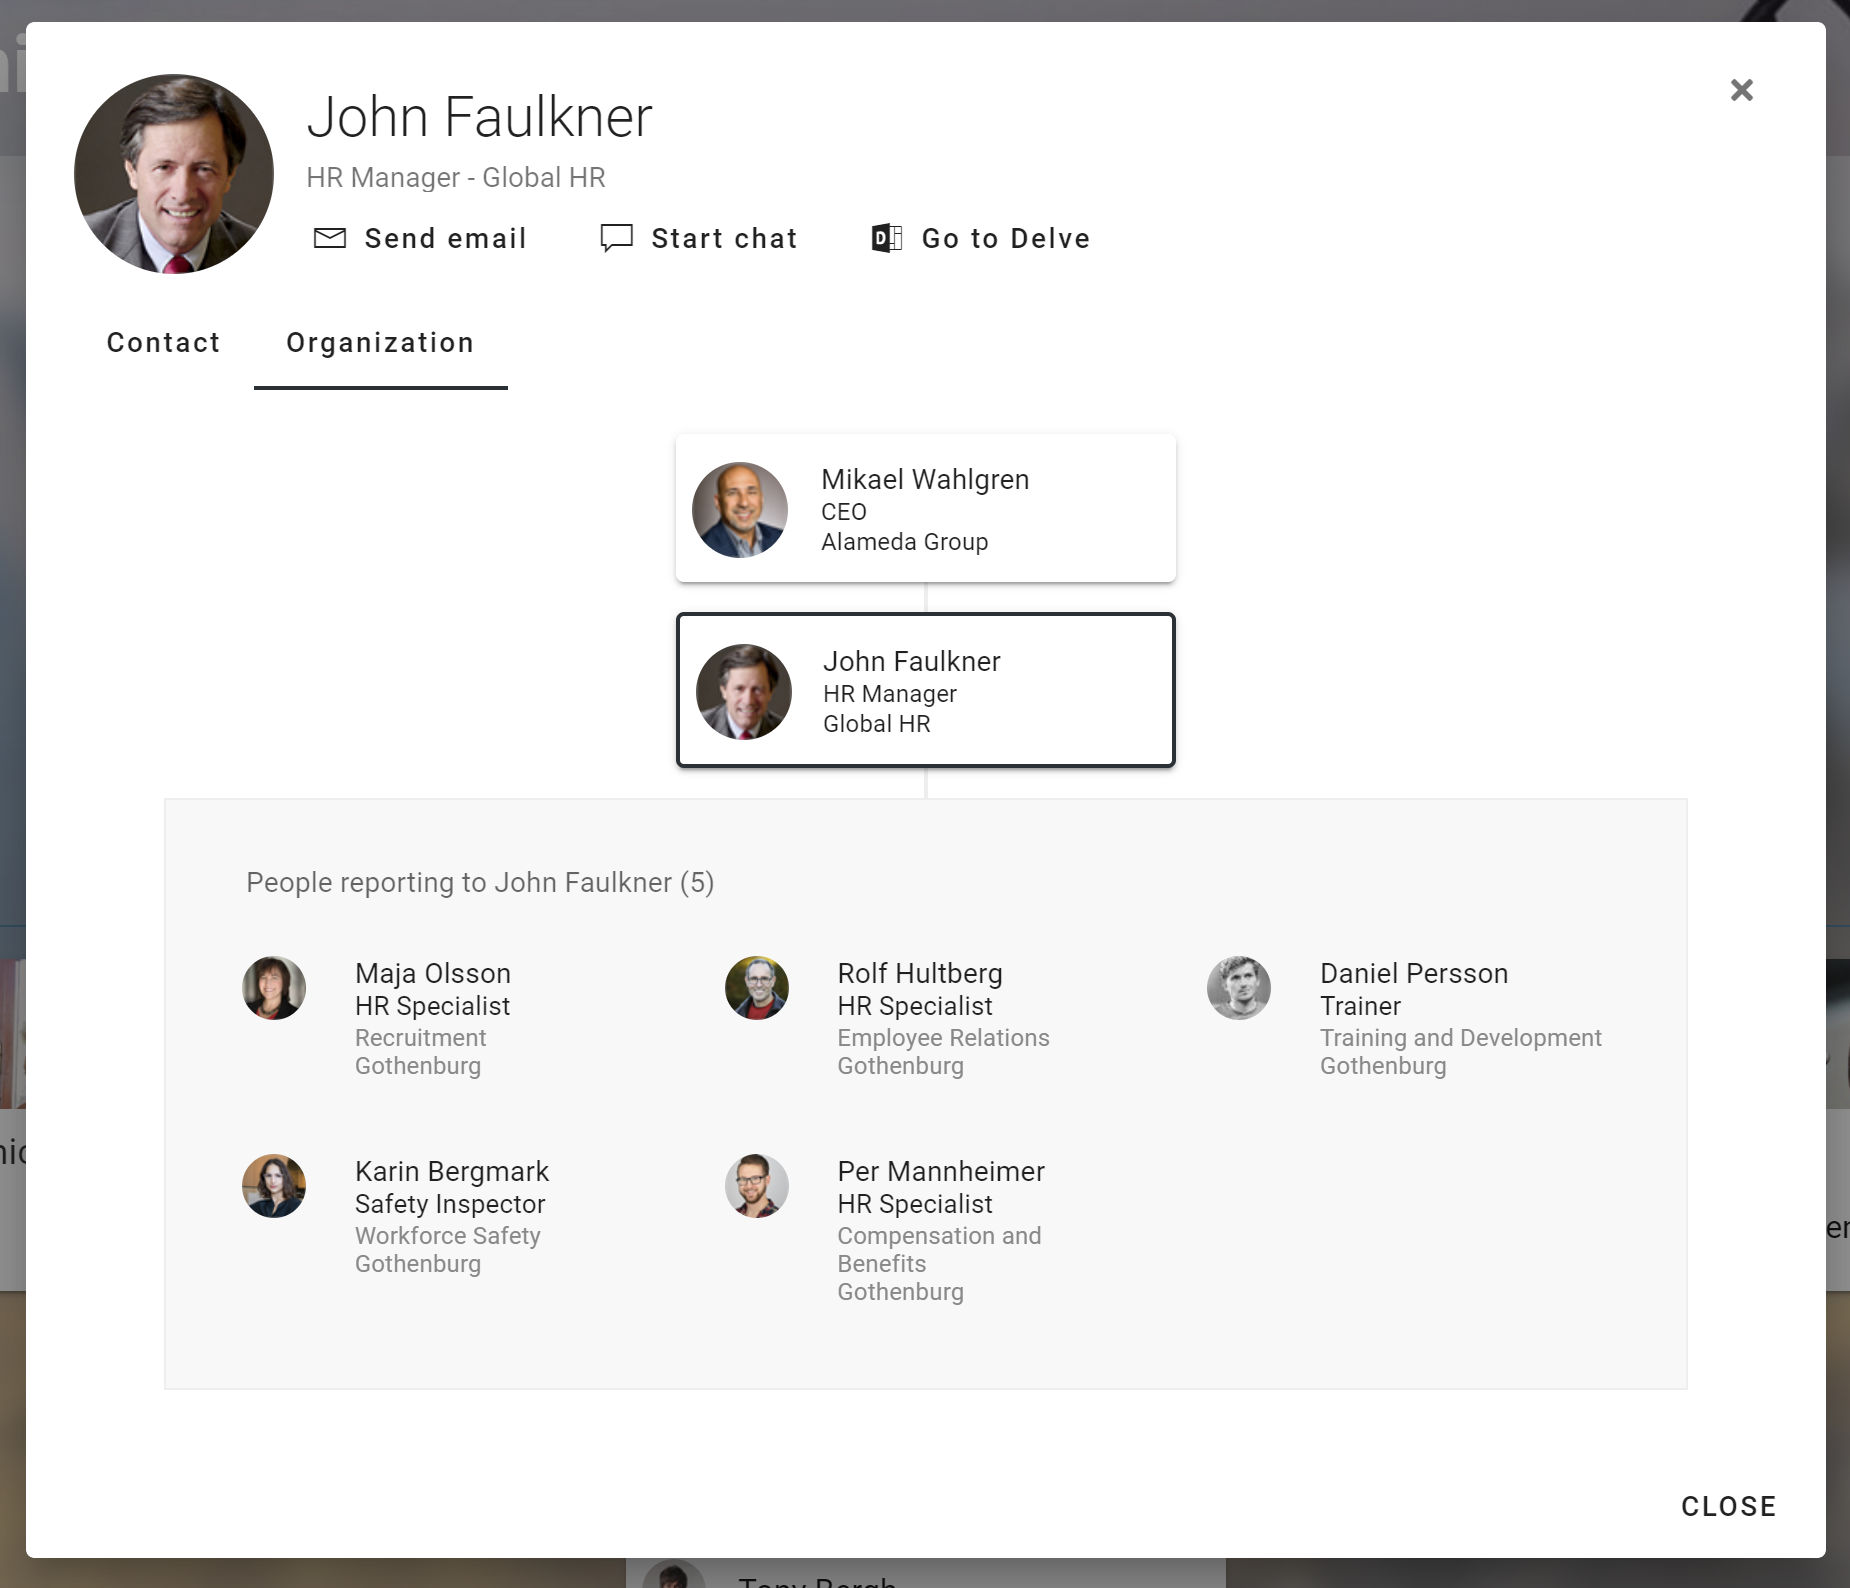 John Faulkner
HR Manager - Global HR
Send email
Start chat
Go to Delve
Contact
Organization
Mikael Wahlgren
CEO
Alameda Group
John Faulkner
HR Manager
Global HR
People reporting to John Faulkner (5)
Maja Olsson
HR Specialist
Recruitment
Gothenburg
Rolf Hultberg
HR Specialist
Employee Relations
Gothenburg
Daniel Persson
Trainer
Training and Development
Gothenburg
Karin Bergmark
Safety Inspector
Workforce Safety
Gothenburg
Per Mannheimer
HR Specialist
Compensation and
Benefits
Gothenburg
CLOSE
Tony Bergh